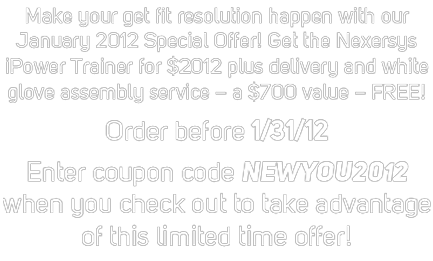 Make your get fit resolution happen with our
January 2012 Special Offer! Get the Nexersys
iPower Trainer for $2012 plus delivery and white
glove assembly service – a $700 value – FREE!
Order before 1/31/12
Enter coupon code NEWYOU2012
when you check out to take advantage
of this limited time offer!